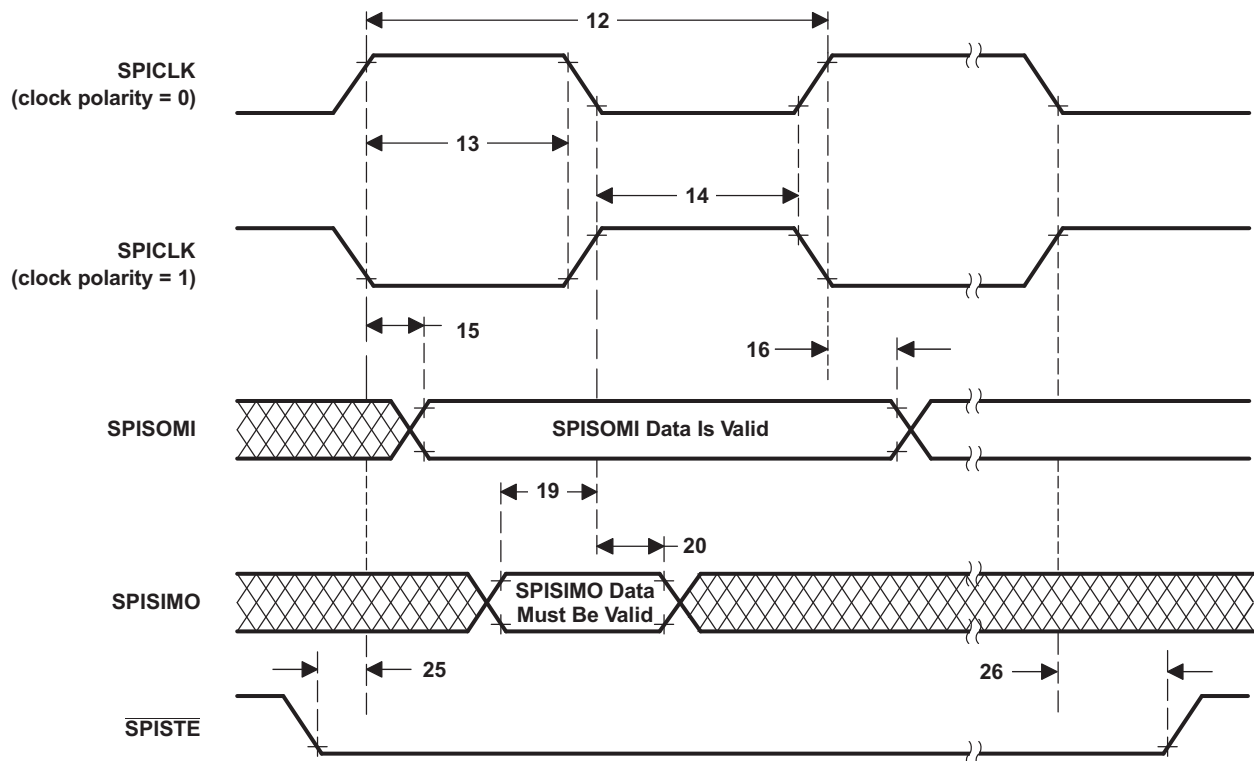 12
SPICLK
(clock polarity = 0)
13
14
SPICLK
(clock polarity = 1)
15
16
SPISOMI
SPISOMI Data Is Valid
19
20
SPISIMO
SPISIMO Data
Must Be Valid
25
26
SPISTE